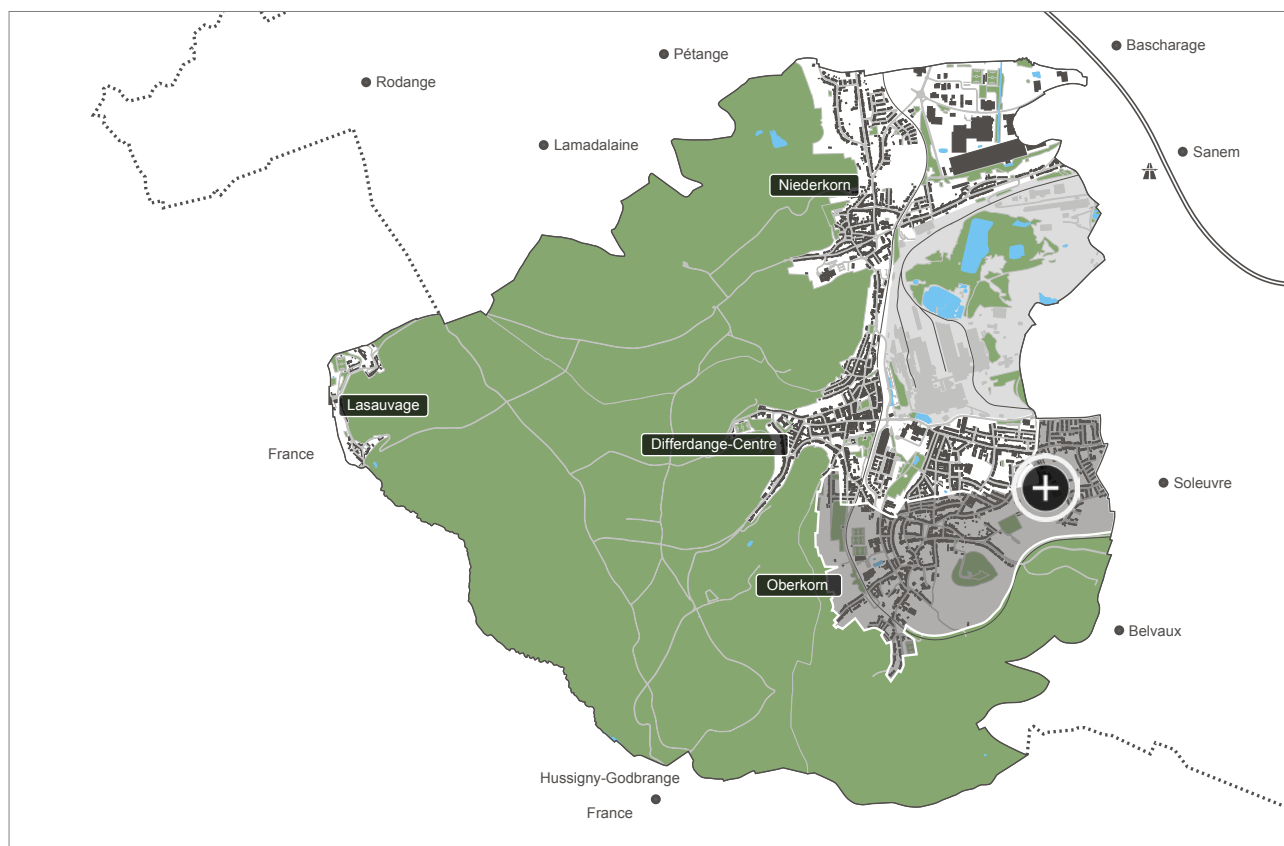 Bascharage
Pétange
Rodange
Lamadalaine
Sanem
Niederkorn
Lasauvage
Differdange-Centre
France
Soleuvre
Oberkorn
Belvaux
Hussigny-Godbrange
France